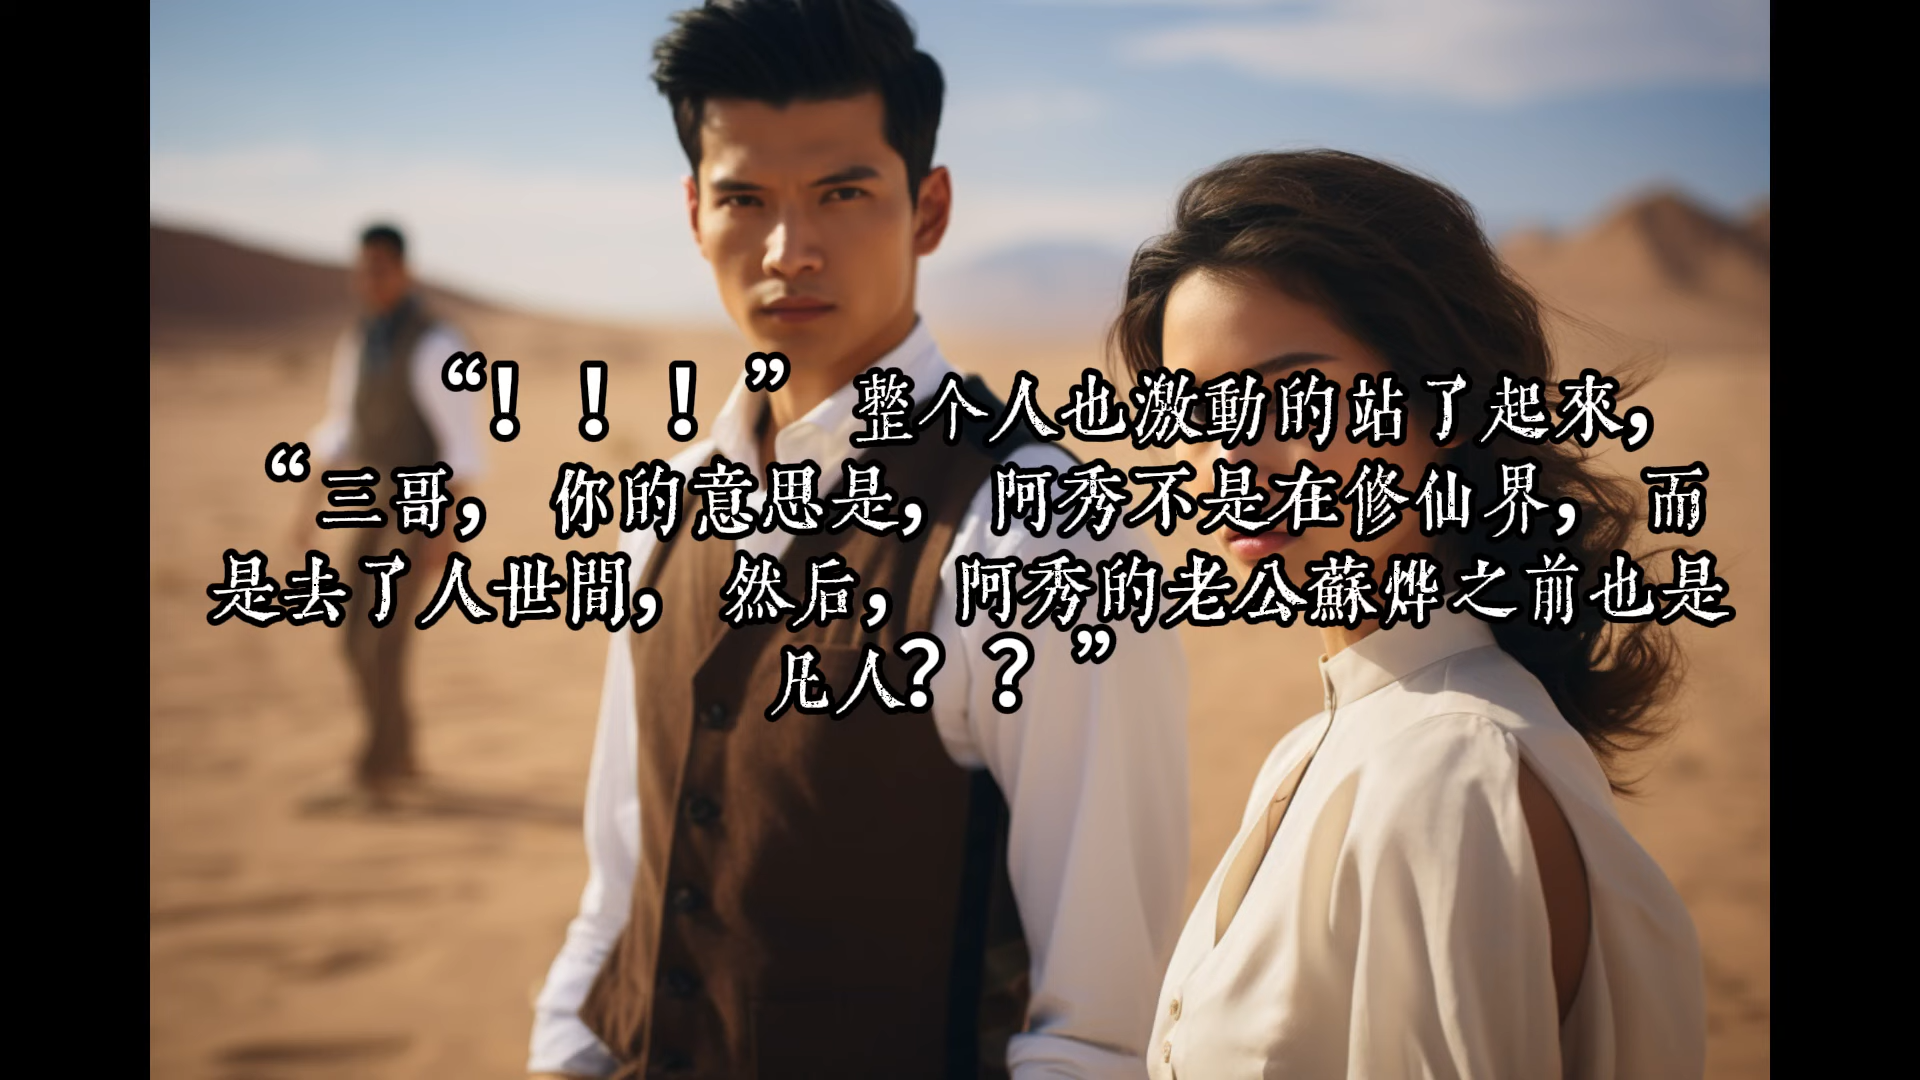 “！！！” 整个人也激動的站了起來，
“三哥， 你的意思是， 阿秀不是在修仙界， 而
是去了人世間， 然后， 阿秀的老公蘇烨之前也是
凡人？？”